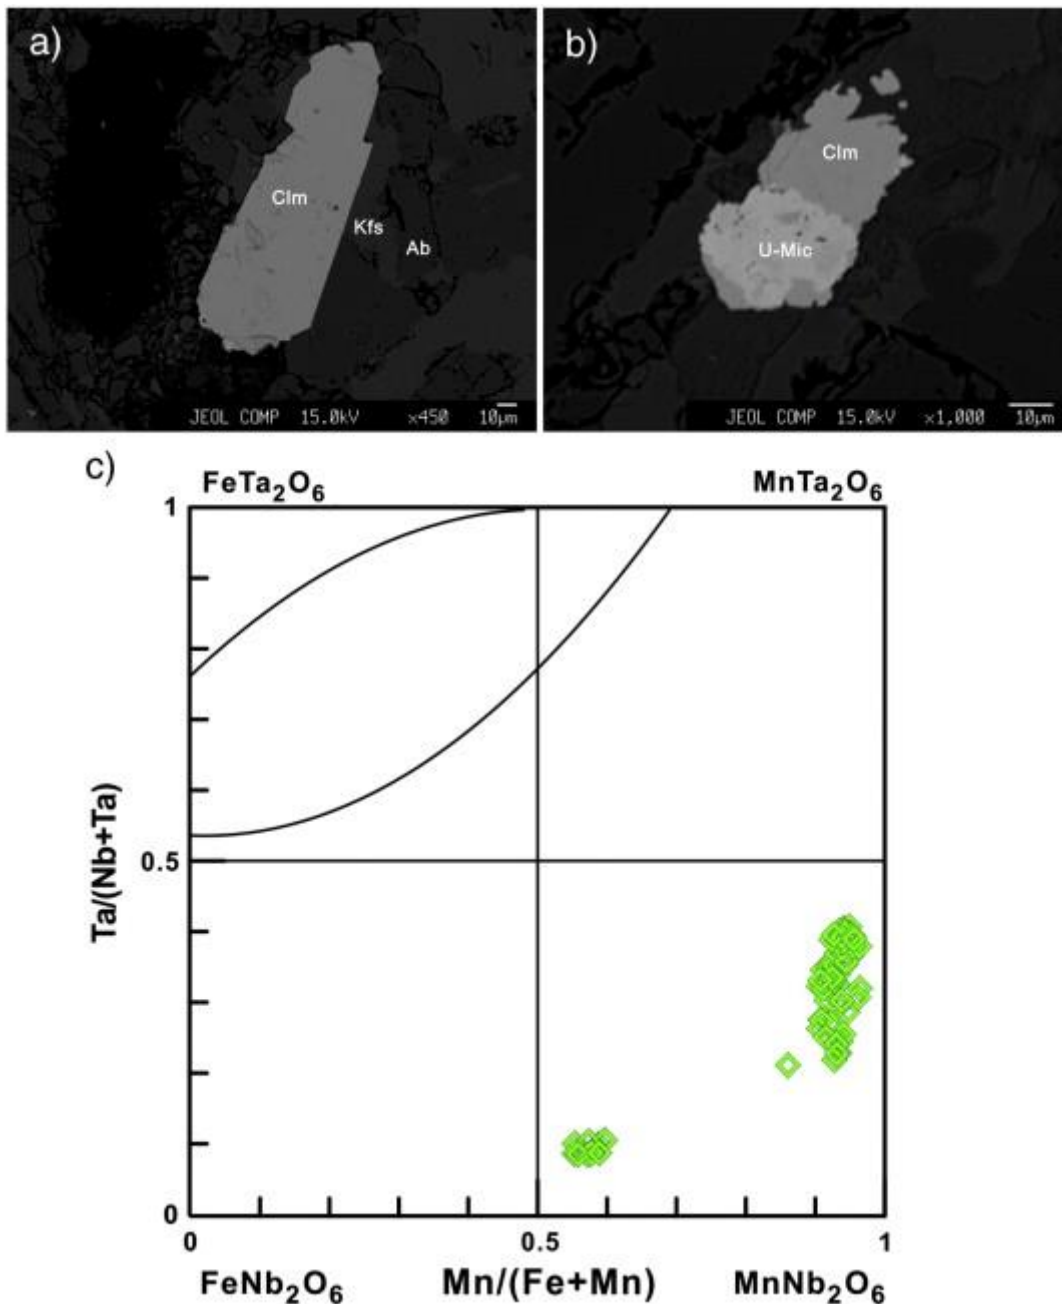 a)
Clm
Kfs
Ab
JEOL COMP 15.0kV ×450 10μm
b)
Clm
U-Mic
JEOL COMP 15.0kV ×1,000 10μm
c)
FeTa₂O₆
MnTa₂O₆
1
0.5
0
Ta/(Nb+Ta)
0
0.5
1
FeNb₂O₆
Mn/(Fe+Mn)
MnNb₂O₆